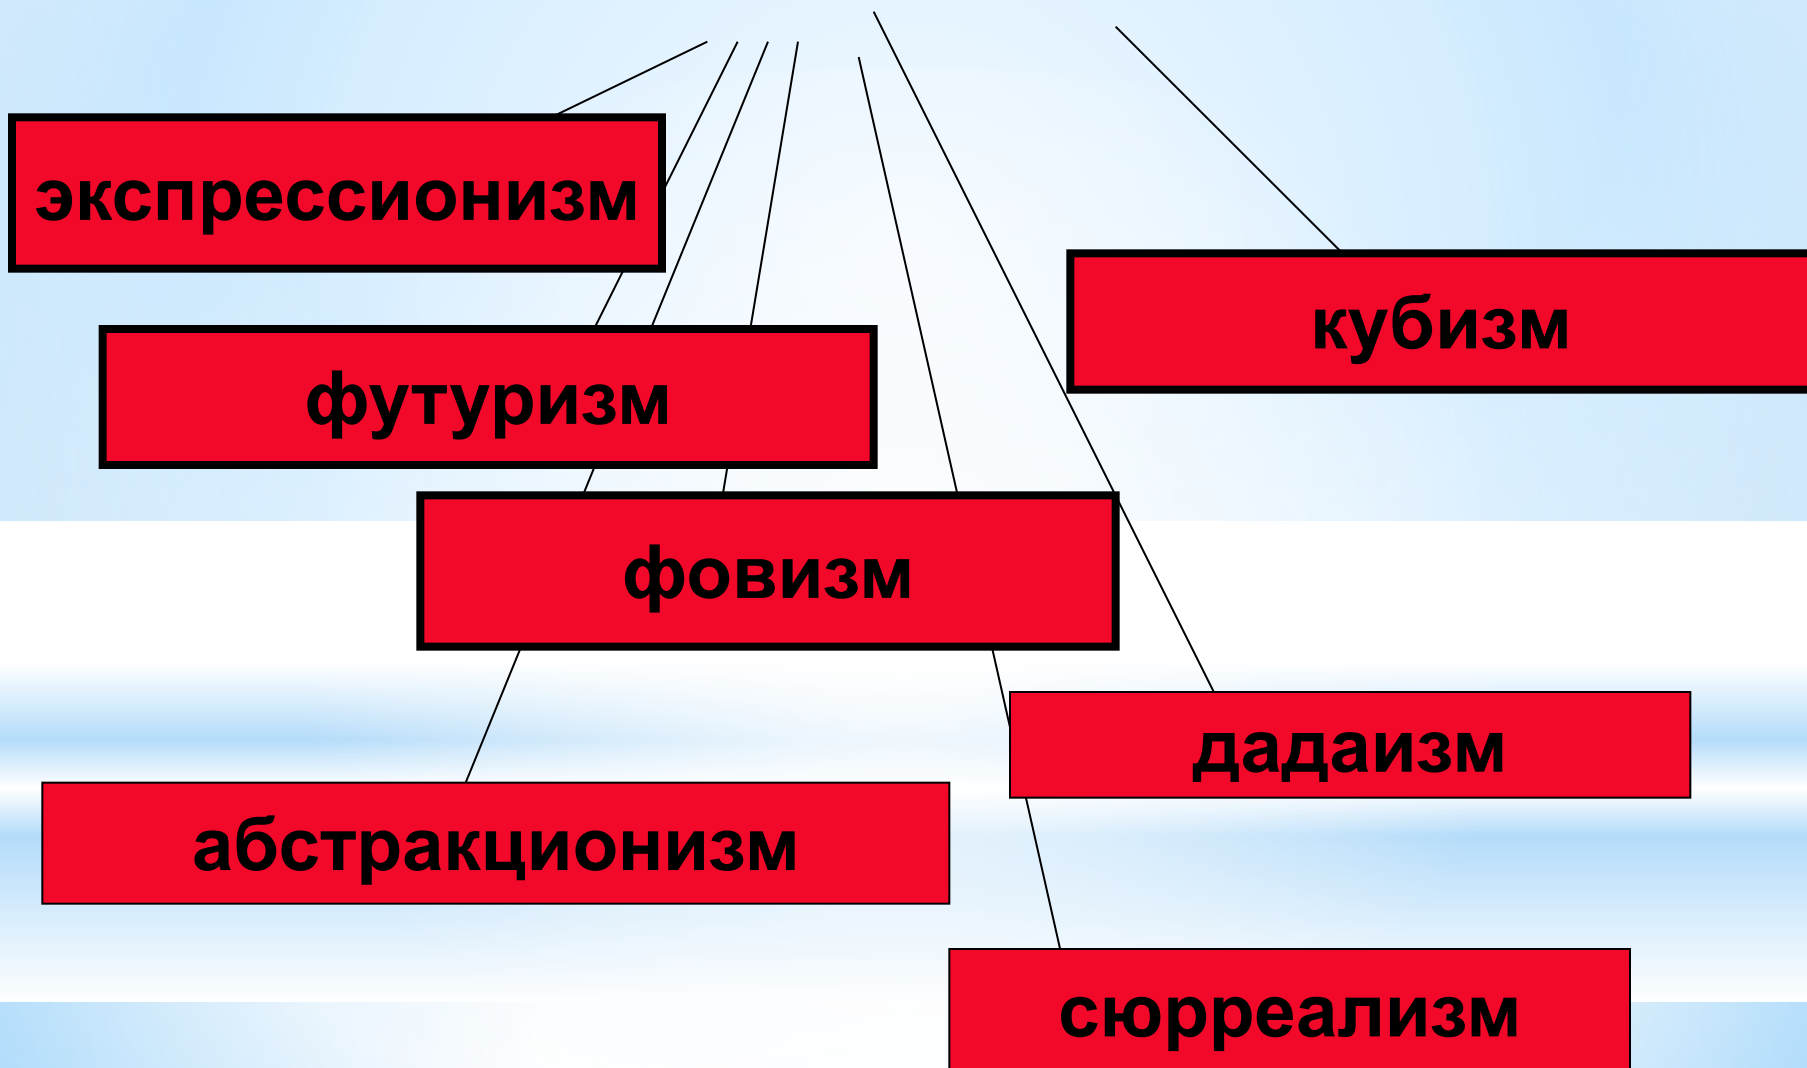 экспрессионизм
кубизм
футуризм
фовизм
дадаизм
абстракционизм
сюрреализм